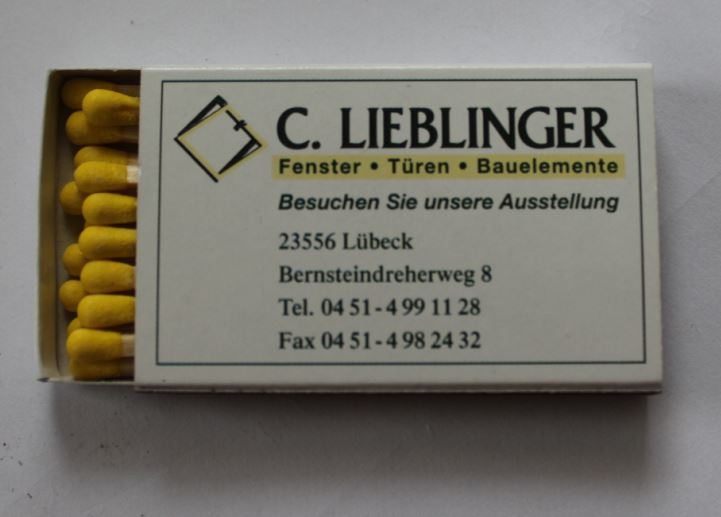 C. LIEBLINGER
Fenster • Türen • Bauelemente
Besuchen Sie unsere Ausstellung
23556 Lübeck
Bernsteindreherweg 8
Tel. 04 51 - 4 99 11 28
Fax 04 51 - 4 98 24 32